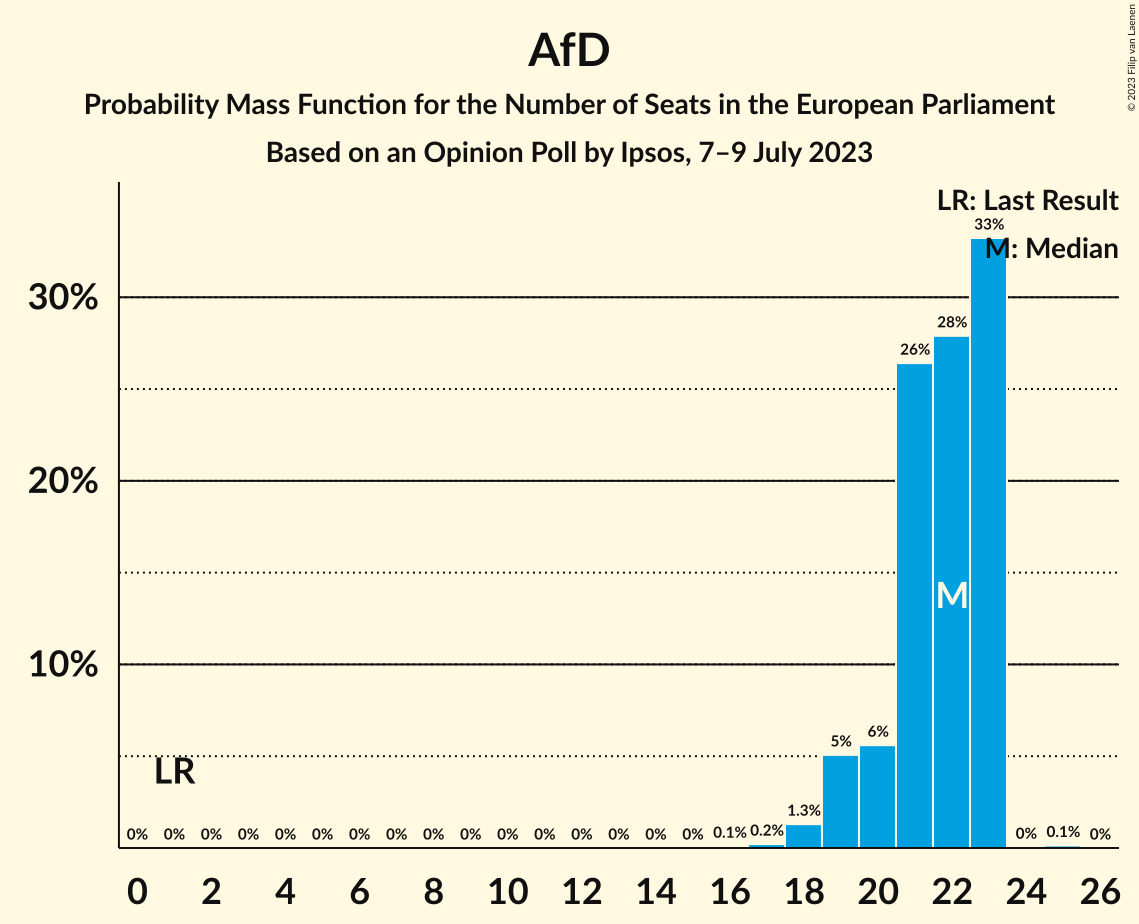 AfD
Probability Mass Function for the Number of Seats in the European Parliament
Based on an Opinion Poll by Ipsos, 7–9 July 2023
© 2023 Filip van Laenen
LR: Last Result
M: Median
33%
30%
28%
26%
20%
M
10%
6%
5%
LR
1.3%
0% 0% 0% 0% 0% 0% 0% 0% 0% 0% 0% 0% 0% 0% 0% 0% 0.1% 0.2% 0% 0.1% 0%
0 2 4 6 8 10 12 14 16 18 20 22 24 26